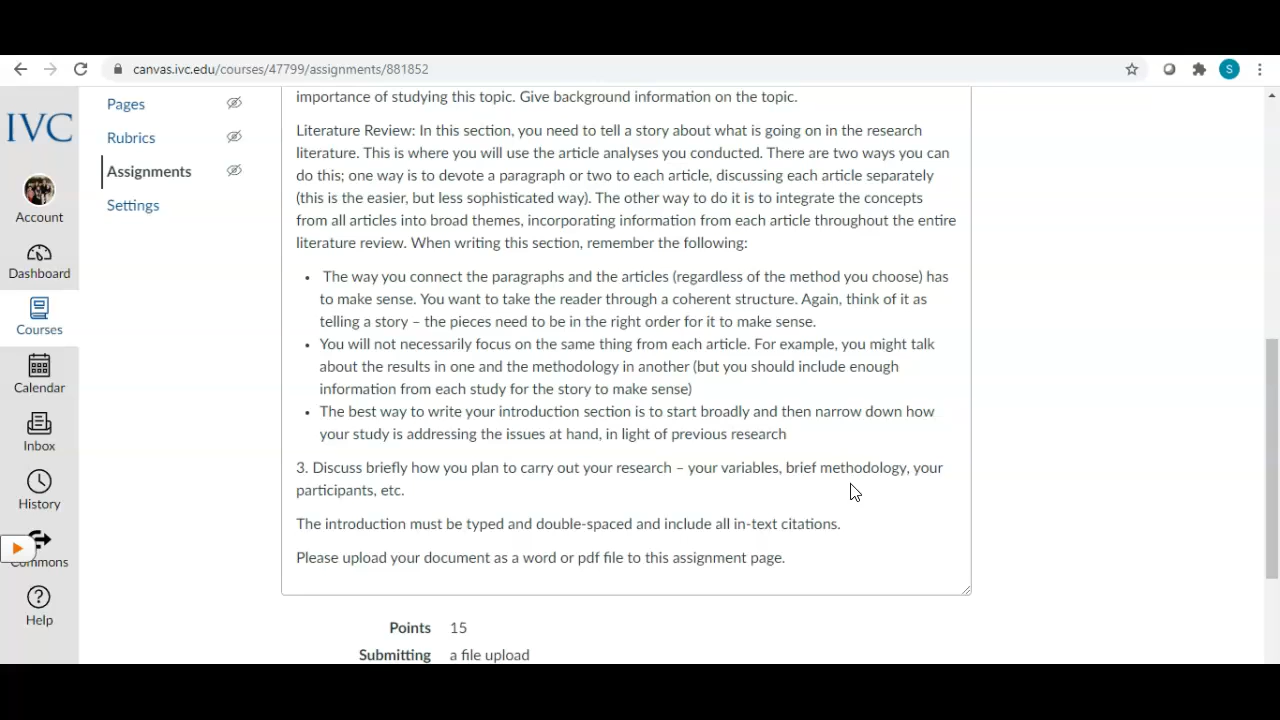 canvas.ivc.edu/courses/47799/assignments/881852
S
IVC
Account
Dashboard
Courses
Calendar
Inbox
History
Commons
Help
Pages
Rubrics
Assignments
Settings
importance of studying this topic. Give background information on the topic.
Literature Review: In this section, you need to tell a story about what is going on in the research
literature. This is where you will use the article analyses you conducted. There are two ways you can
do this; one way is to devote a paragraph or two to each article, discussing each article separately
(this is the easier, but less sophisticated way). The other way to do it is to integrate the concepts
from all articles into broad themes, incorporating information from each article throughout the entire
literature review. When writing this section, remember the following:
• The way you connect the paragraphs and the articles (regardless of the method you choose) has
to make sense. You want to take the reader through a coherent structure. Again, think of it as
telling a story – the pieces need to be in the right order for it to make sense.
• You will not necessarily focus on the same thing from each article. For example, you might talk
about the results in one and the methodology in another (but you should include enough
information from each study for the story to make sense)
• The best way to write your introduction section is to start broadly and then narrow down how
your study is addressing the issues at hand, in light of previous research
3. Discuss briefly how you plan to carry out your research – your variables, brief methodology, your
participants, etc.
The introduction must be typed and double-spaced and include all in-text citations.
Please upload your document as a word or pdf file to this assignment page.
Points 15
Submitting a file upload